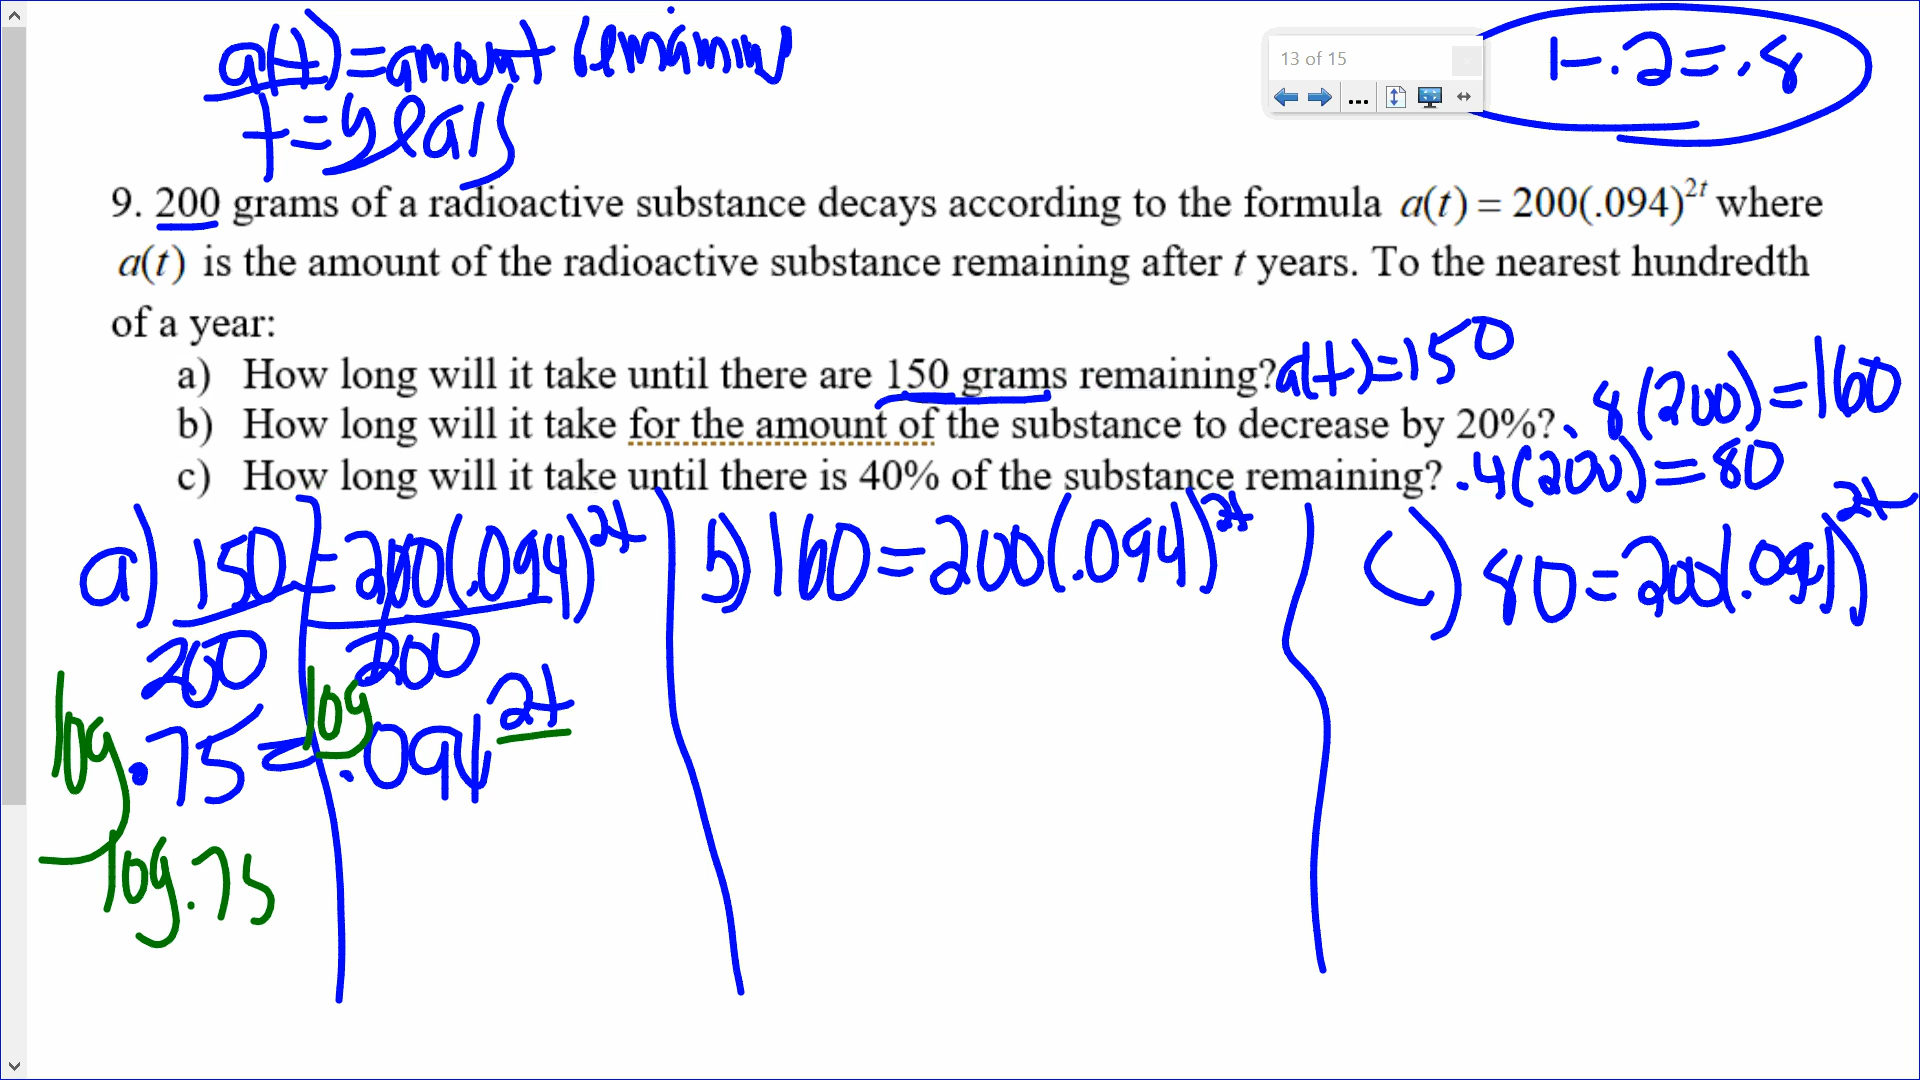 a(t) = amount remaining
t = years
13 of 15
1 - .2 = .8
9. 200 grams of a radioactive substance decays according to the formula a(t) = 200(.094)^{2t} where
a(t) is the amount of the radioactive substance remaining after t years. To the nearest hundredth
of a year:
a) How long will it take until there are 150 grams remaining? a(t) = 150
b) How long will it take for the amount of the substance to decrease by 20%? .8(200) = 160
c) How long will it take until there is 40% of the substance remaining? .4(200) = 80
a) 150 = 200(.094)^{2t}
200 200
log .75 = log .094^{2t}
log .75
b) 160 = 200(.094)^{2t}
c) 80 = 200(.094)^{2t}